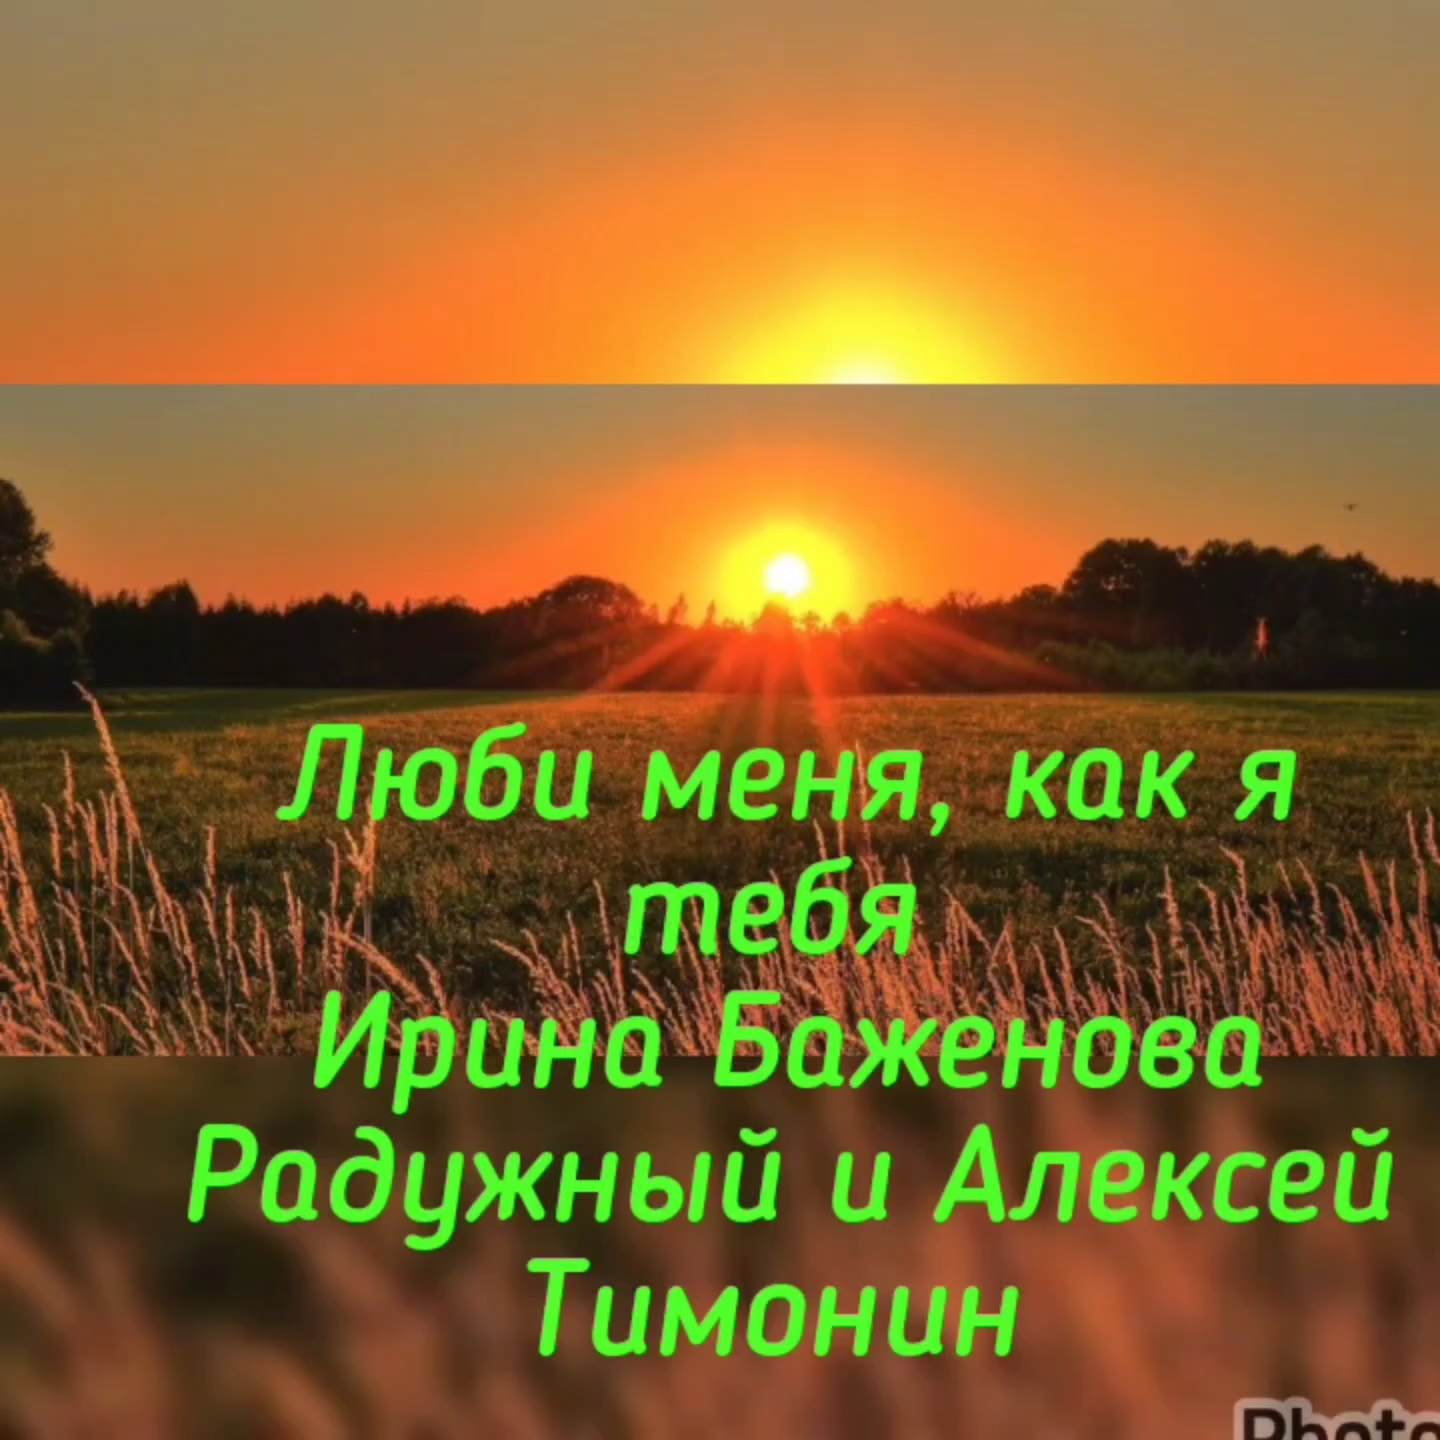 Люби меня, как я
тебя
Ирина Баженова
Радужный и Алексей
Тимонин